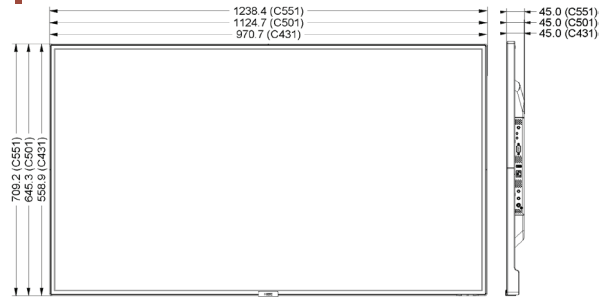 1238.4 (C551)
1124.7 (C501)
970.7 (C431)
45.0 (C551)
45.0 (C501)
45.0 (C431)
709.2 (C551)
645.3 (C501)
558.9 (C431)